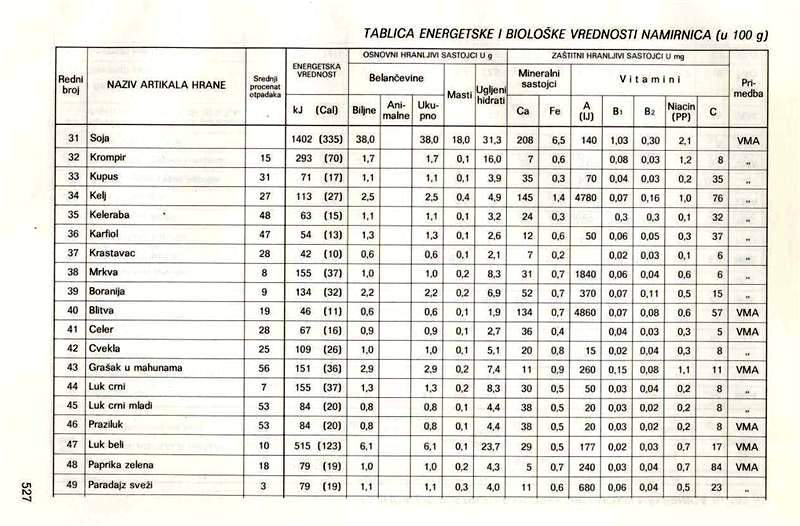 TABLICA ENERGETSKE I BIOLOŠKE VREDNOSTI NAMIRNICA (u 100 g)
Redni broj NAZIV ARTIKALA HRANE Srednji procenat otpadaka ENERGETSKA VREDNOST OSNOVNI HRANLJIVI SASTOJCI U g ZAŠTITNI HRANLJIVI SASTOJCI U mg Primedba
Belančevine Masti Ugljeni hidrati Mineralni sastojci Vitamini
kJ (Cal) Biljne Animalne Ukupno Ca Fe A (IJ) B1 B2 Niacin (PP) C
31 Soja 1402 (335) 38,0 38,0 18,0 31,3 208 6,5 140 1,03 0,30 2,1 VMA
32 Krompir 15 293 (70) 1,7 1,7 0,1 16,0 7 0,6 0,08 0,03 1,2 8 „
33 Kupus 31 71 (17) 1,1 1,1 0,1 3,9 35 0,3 70 0,04 0,03 0,2 35 „
34 Kelj 27 113 (27) 2,5 2,5 0,4 4,9 145 1,4 4780 0,07 0,16 1,0 76 „
35 Keleraba 48 63 (15) 1,1 1,1 0,1 3,2 24 0,3 0,3 0,3 0,1 32 „
36 Karfiol 47 54 (13) 1,3 1,3 0,1 2,6 12 0,6 50 0,06 0,05 0,3 37 „
37 Krastavac 28 42 (10) 0,6 0,6 0,1 2,1 7 0,2 0,02 0,03 0,1 6 „
38 Mrkva 8 155 (37) 1,0 1,0 0,2 8,3 31 0,7 1840 0,06 0,04 0,6 6 „
39 Boranija 9 134 (32) 2,2 2,2 0,2 6,9 52 0,7 370 0,07 0,11 0,5 15 „
40 Blitva 19 46 (11) 0,6 0,6 0,1 1,9 134 0,7 4860 0,07 0,08 0,6 57 VMA
41 Celer 28 67 (16) 0,9 0,9 0,1 2,7 36 0,4 0,04 0,03 0,3 5 VMA
42 Cvekla 25 109 (26) 1,0 1,0 0,1 5,1 20 0,8 15 0,02 0,04 0,3 8 „
43 Grašak u mahunama 56 151 (36) 2,9 2,9 0,2 7,4 11 0,9 260 0,15 0,08 1,1 11 VMA
44 Luk crni 7 155 (37) 1,3 1,3 0,2 8,3 30 0,5 50 0,03 0,04 0,2 8 „
45 Luk crni mladi 53 84 (20) 0,8 0,8 0,1 4,4 38 0,5 20 0,03 0,02 0,2 8 „
46 Praziluk 53 84 (20) 0,8 0,8 0,1 4,4 38 0,5 20 0,03 0,02 0,2 8 VMA
47 Luk beli 10 515 (123) 6,1 6,1 0,1 23,7 29 0,5 177 0,02 0,03 0,7 17 VMA
48 Paprika zelena 18 79 (19) 1,0 1,0 0,2 4,3 5 0,7 240 0,03 0,04 0,7 84 VMA
49 Paradajz sveži 3 79 (19) 1,1 1,1 0,3 4,0 11 0,6 680 0,06 0,04 0,5 23 „
527